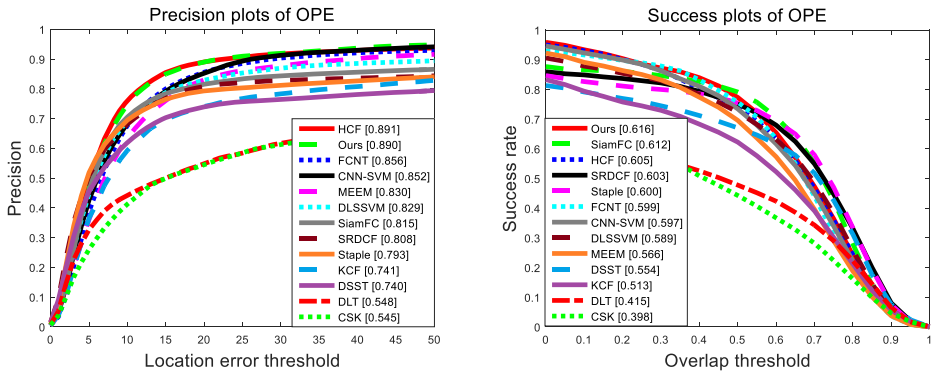 Precision plots of OPE
1
0.9
0.8
0.7
0.6
0.5
0.4
0.3
0.2
0.1
0
Precision
HCF [0.891]
Ours [0.890]
FCNT [0.856]
CNN-SVM [0.852]
MEEM [0.830]
DLSSVM [0.829]
SiamFC [0.815]
SRDCF [0.808]
Staple [0.793]
KCF [0.741]
DSST [0.740]
DLT [0.548]
CSK [0.545]
0 5 10 15 20 25 30 35 40 45 50
Location error threshold
Success plots of OPE
1
0.9
0.8
0.7
0.6
0.5
0.4
0.3
0.2
0.1
0
Success rate
Ours [0.616]
SiamFC [0.612]
HCF [0.605]
SRDCF [0.603]
Staple [0.600]
FCNT [0.599]
CNN-SVM [0.597]
DLSSVM [0.589]
MEEM [0.566]
DSST [0.554]
KCF [0.513]
DLT [0.415]
CSK [0.398]
0 0.1 0.2 0.3 0.4 0.5 0.6 0.7 0.8 0.9 1
Overlap threshold